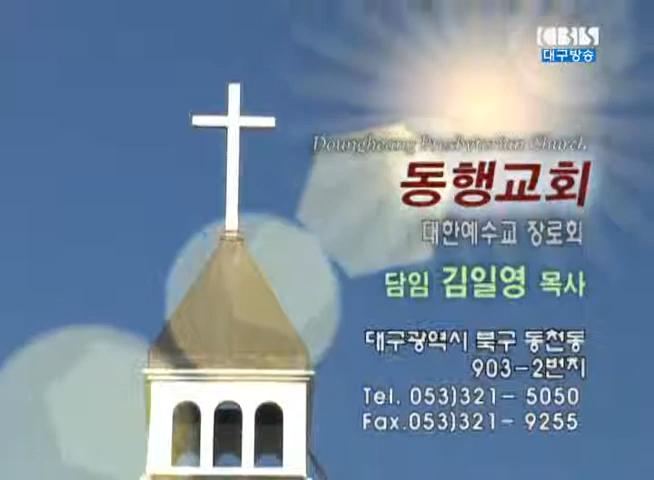 CBS
대구방송
Doungheang Presbyterian Church
동행교회
대한예수교 장로회
담임 김일영 목사
대구광역시 북구 동천동
903-2번지
Tel. 053)321- 5050
Fax.053)321- 9255